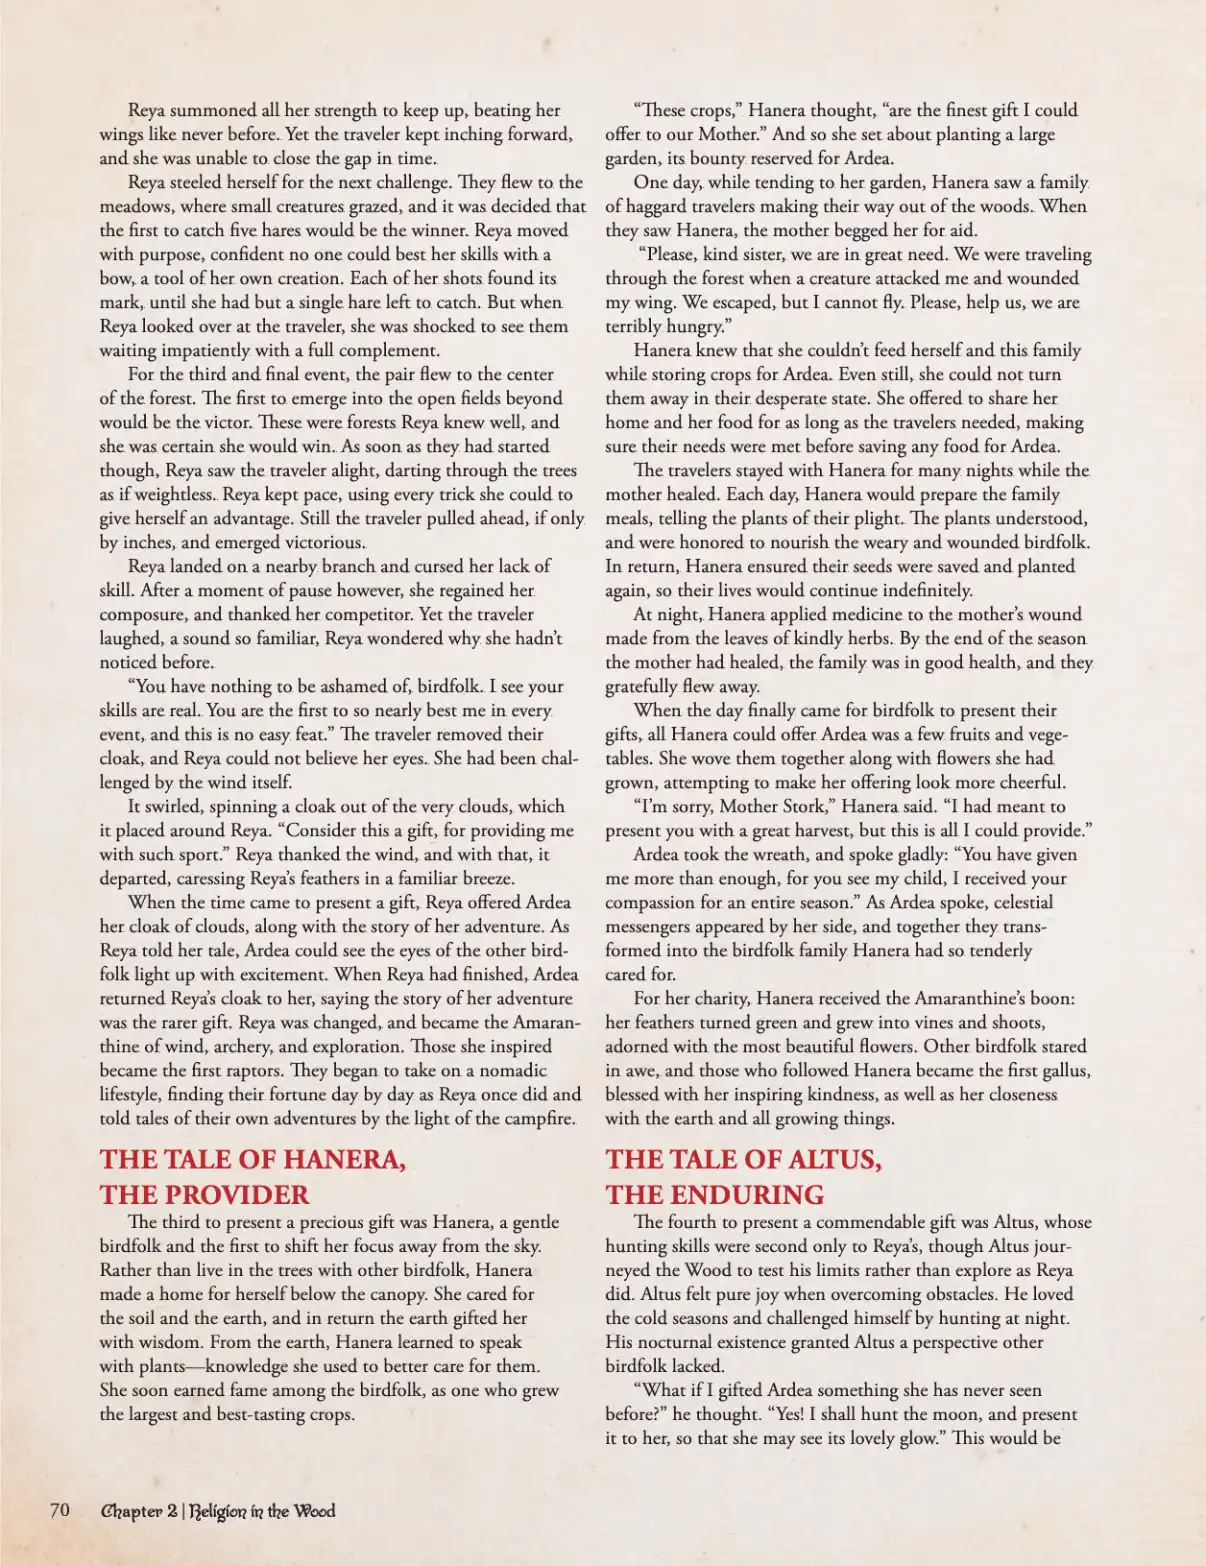 Reya summoned all her strength to keep up, beating her
wings like never before. Yet the traveler kept inching forward,
and she was unable to close the gap in time.
Reya steeled herself for the next challenge. They flew to the
meadows, where small creatures grazed, and it was decided that
the first to catch five hares would be the winner. Reya moved
with purpose, confident no one could best her skills with a
bow, a tool of her own creation. Each of her shots found its
mark, until she had but a single hare left to catch. But when
Reya looked over at the traveler, she was shocked to see them
waiting impatiently with a full complement.
For the third and final event, the pair flew to the center
of the forest. The first to emerge into the open fields beyond
would be the victor. These were forests Reya knew well, and
she was certain she would win. As soon as they had started
though, Reya saw the traveler alight, darting through the trees
as if weightless. Reya kept pace, using every trick she could to
give herself an advantage. Still the traveler pulled ahead, if only
by inches, and emerged victorious.
Reya landed on a nearby branch and cursed her lack of
skill. After a moment of pause however, she regained her
composure, and thanked her competitor. Yet the traveler
laughed, a sound so familiar, Reya wondered why she hadn’t
noticed before.
“You have nothing to be ashamed of, birdfolk. I see your
skills are real. You are the first to so nearly best me in every
event, and this is no easy feat.” The traveler removed their
cloak, and Reya could not believe her eyes. She had been chal-
lenged by the wind itself.
It swirled, spinning a cloak out of the very clouds, which
it placed around Reya. “Consider this a gift, for providing me
with such sport.” Reya thanked the wind, and with that, it
departed, caressing Reya’s feathers in a familiar breeze.
When the time came to present a gift, Reya offered Ardea
her cloak of clouds, along with the story of her adventure. As
Reya told her tale, Ardea could see the eyes of the other bird-
folk light up with excitement. When Reya had finished, Ardea
returned Reya’s cloak to her, saying the story of her adventure
was the rarer gift. Reya was changed, and became the Amaran-
thine of wind, archery, and exploration. Those she inspired
became the first raptors. They began to take on a nomadic
lifestyle, finding their fortune day by day as Reya once did and
told tales of their own adventures by the light of the campfire.
THE TALE OF HANERA,
THE PROVIDER
The third to present a precious gift was Hanera, a gentle
birdfolk and the first to shift her focus away from the sky.
Rather than live in the trees with other birdfolk, Hanera
made a home for herself below the canopy. She cared for
the soil and the earth, and in return the earth gifted her
with wisdom. From the earth, Hanera learned to speak
with plants—knowledge she used to better care for them.
She soon earned fame among the birdfolk, as one who grew
the largest and best-tasting crops.
“These crops,” Hanera thought, “are the finest gift I could
offer to our Mother.” And so she set about planting a large
garden, its bounty reserved for Ardea.
One day, while tending to her garden, Hanera saw a family
of haggard travelers making their way out of the woods. When
they saw Hanera, the mother begged her for aid.
“Please, kind sister, we are in great need. We were traveling
through the forest when a creature attacked me and wounded
my wing. We escaped, but I cannot fly. Please, help us, we are
terribly hungry.”
Hanera knew that she couldn’t feed herself and this family
while storing crops for Ardea. Even still, she could not turn
them away in their desperate state. She offered to share her
home and her food for as long as the travelers needed, making
sure their needs were met before saving any food for Ardea.
The travelers stayed with Hanera for many nights while the
mother healed. Each day, Hanera would prepare the family
meals, telling the plants of their plight. The plants understood,
and were honored to nourish the weary and wounded birdfolk.
In return, Hanera ensured their seeds were saved and planted
again, so their lives would continue indefinitely.
At night, Hanera applied medicine to the mother’s wound
made from the leaves of kindly herbs. By the end of the season
the mother had healed, the family was in good health, and they
gratefully flew away.
When the day finally came for birdfolk to present their
gifts, all Hanera could offer Ardea was a few fruits and vege-
tables. She wove them together along with flowers she had
grown, attempting to make her offering look more cheerful.
“I’m sorry, Mother Stork,” Hanera said. “I had meant to
present you with a great harvest, but this is all I could provide.”
Ardea took the wreath, and spoke gladly: “You have given
me more than enough, for you see my child, I received your
compassion for an entire season.” As Ardea spoke, celestial
messengers appeared by her side, and together they trans-
formed into the birdfolk family Hanera had so tenderly
cared for.
For her charity, Hanera received the Amaranthine’s boon:
her feathers turned green and grew into vines and shoots,
adorned with the most beautiful flowers. Other birdfolk stared
in awe, and those who followed Hanera became the first gallus,
blessed with her inspiring kindness, as well as her closeness
with the earth and all growing things.
THE TALE OF ALTUS,
THE ENDURING
The fourth to present a commendable gift was Altus, whose
hunting skills were second only to Reya’s, though Altus jour-
neyed the Wood to test his limits rather than explore as Reya
did. Altus felt pure joy when overcoming obstacles. He loved
the cold seasons and challenged himself by hunting at night.
His nocturnal existence granted Altus a perspective other
birdfolk lacked.
“What if I gifted Ardea something she has never seen
before?” he thought. “Yes! I shall hunt the moon, and present
it to her, so that she may see its lovely glow.” This would be
70 Chapter 2 | Religion in the Wood